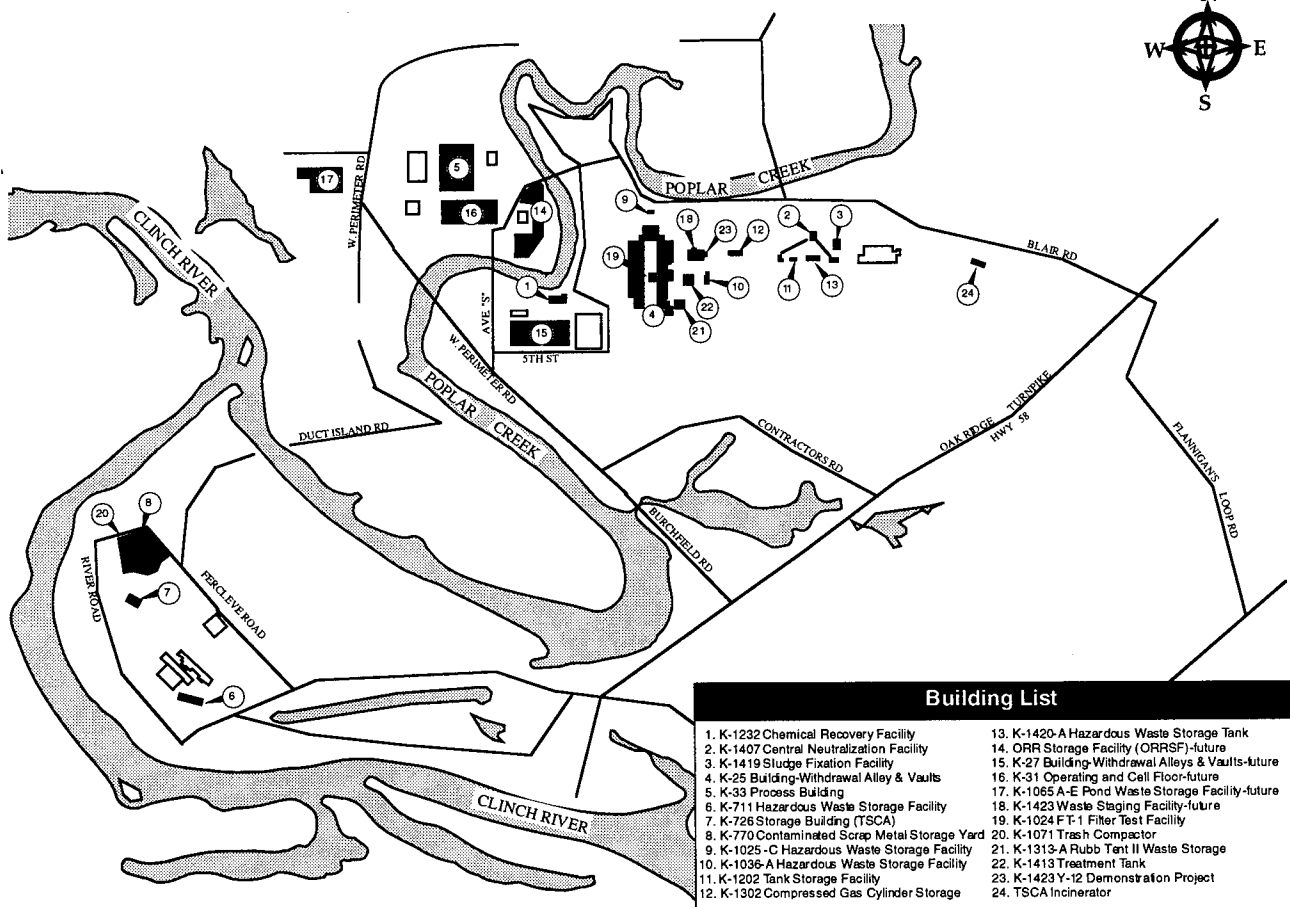 W E
S
CLINCH RIVER
W. PERIMETER RD
17
5
16
14
POPLAR CREEK
9
18
23
12
2
3
19
11
13
10
22
4
21
24
BLAIR RD
1
15
AVE "S"
5TH ST
W. PERIMETER RD
POPLAR CREEK
DUCT ISLAND RD
CONTRACTORS RD
OAK RIDGE TURNPIKE
HWY 58
FLANNIGAN'S LOOP RD
BURCHFIELD RD
20
8
7
6
RIVER ROAD
FERCLEVE ROAD
CLINCH RIVER
Building List
1. K-1232 Chemical Recovery Facility
2. K-1407 Central Neutralization Facility
3. K-1419 Sludge Fixation Facility
4. K-25 Building-Withdrawal Alley & Vaults
5. K-33 Process Building
6. K-711 Hazardous Waste Storage Facility
7. K-726 Storage Building (TSCA)
8. K-770 Contaminated Scrap Metal Storage Yard
9. K-1025-C Hazardous Waste Storage Facility
10. K-1036-A Hazardous Waste Storage Facility
11. K-1202 Tank Storage Facility
12. K-1302 Compressed Gas Cylinder Storage
13. K-1420-A Hazardous Waste Storage Tank
14. ORR Storage Facility (ORRSF)-future
15. K-27 Building-Withdrawal Alleys & Vaults-future
16. K-31 Operating and Cell Floor-future
17. K-1065 A-E Pond Waste Storage Facility-future
18. K-1423 Waste Staging Facility-future
19. K-1024 FT-1 Filter Test Facility
20. K-1071 Trash Compactor
21. K-1313-A Rubb Tent II Waste Storage
22. K-1413 Treatment Tank
23. K-1423 Y-12 Demonstration Project
24. TSCA Incinerator